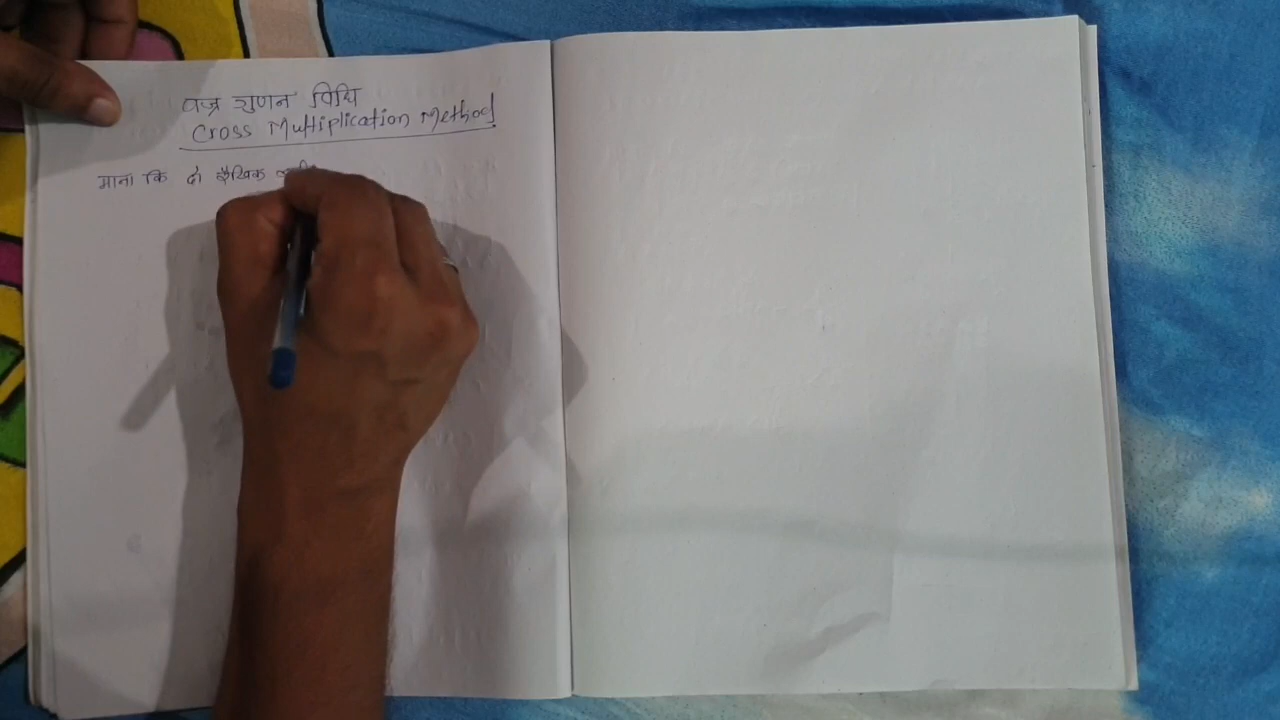 वज्र गुणन विधि
Cross Multiplication Method
माना कि दो रैखिक